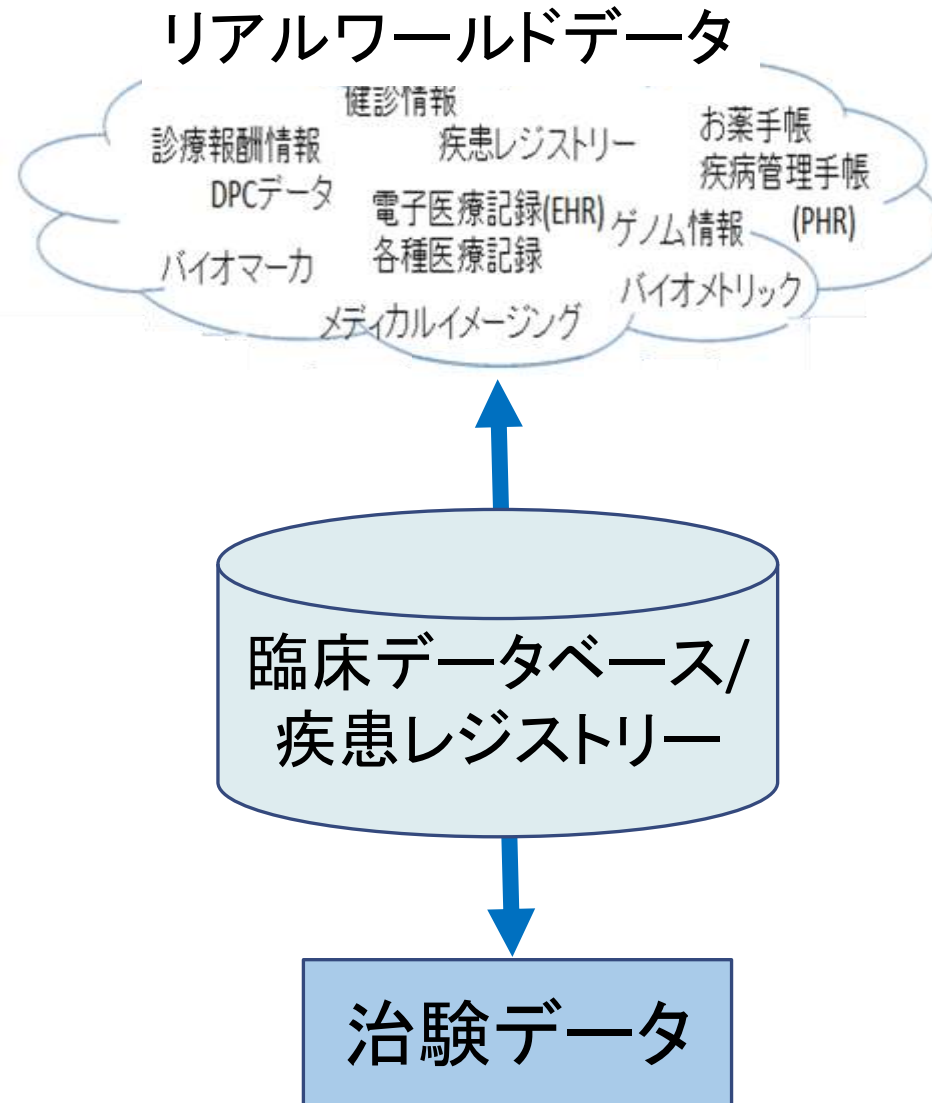 リアルワールドデータ
健診情報
診療報酬情報
疾患レジストリー
お薬手帳
疾病管理手帳
(PHR)
DPCデータ
電子医療記録(EHR)
各種医療記録
ゲノム情報
バイオマーカ
バイオメトリック
メディカルイメージング
臨床データベース/
疾患レジストリー
治験データ